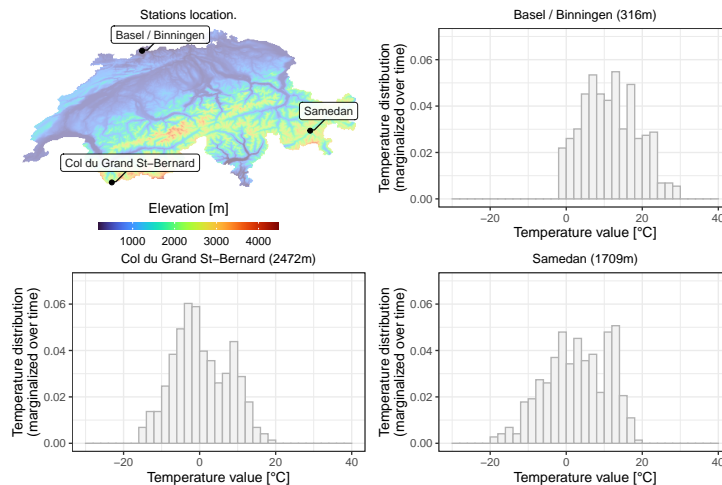 Stations location.
Basel / Binningen
Samedan
Col du Grand St−Bernard
Elevation [m]
1000 2000 3000 4000
Basel / Binningen (316m)
Temperature distribution
(marginalized over time)
0.06
0.04
0.02
0.00
−20 0 20 40
Temperature value [°C]
Col du Grand St−Bernard (2472m)
Temperature distribution
(marginalized over time)
0.06
0.04
0.02
0.00
−20 0 20 40
Temperature value [°C]
Samedan (1709m)
Temperature distribution
(marginalized over time)
0.06
0.04
0.02
0.00
−20 0 20 40
Temperature value [°C]